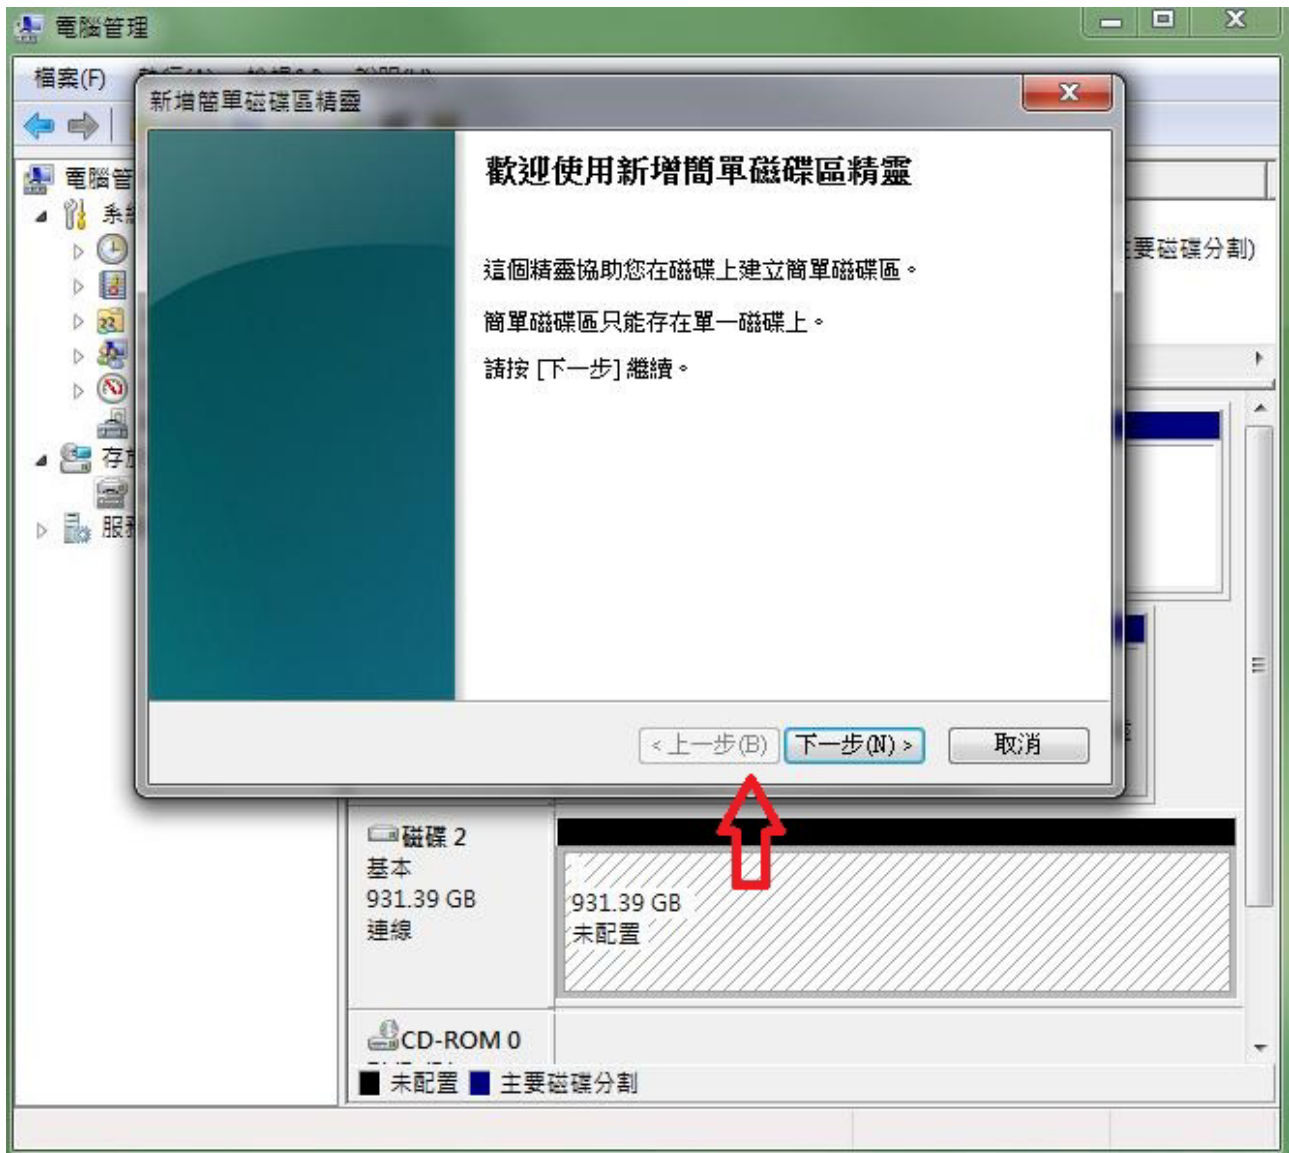 電腦管理
檔案(F)
新增簡單磁碟區精靈
電腦管
歡迎使用新增簡單磁碟區精靈
這個精靈協助您在磁碟上建立簡單磁碟區。
簡單磁碟區只能存在單一磁碟上。
請按 [下一步] 繼續。
要磁碟分割)
<上一步(B)
下一步(N) >
取消
磁碟 2
基本
931.39 GB
連線
931.39 GB
未配置
CD-ROM 0
未配置
主要磁碟分割